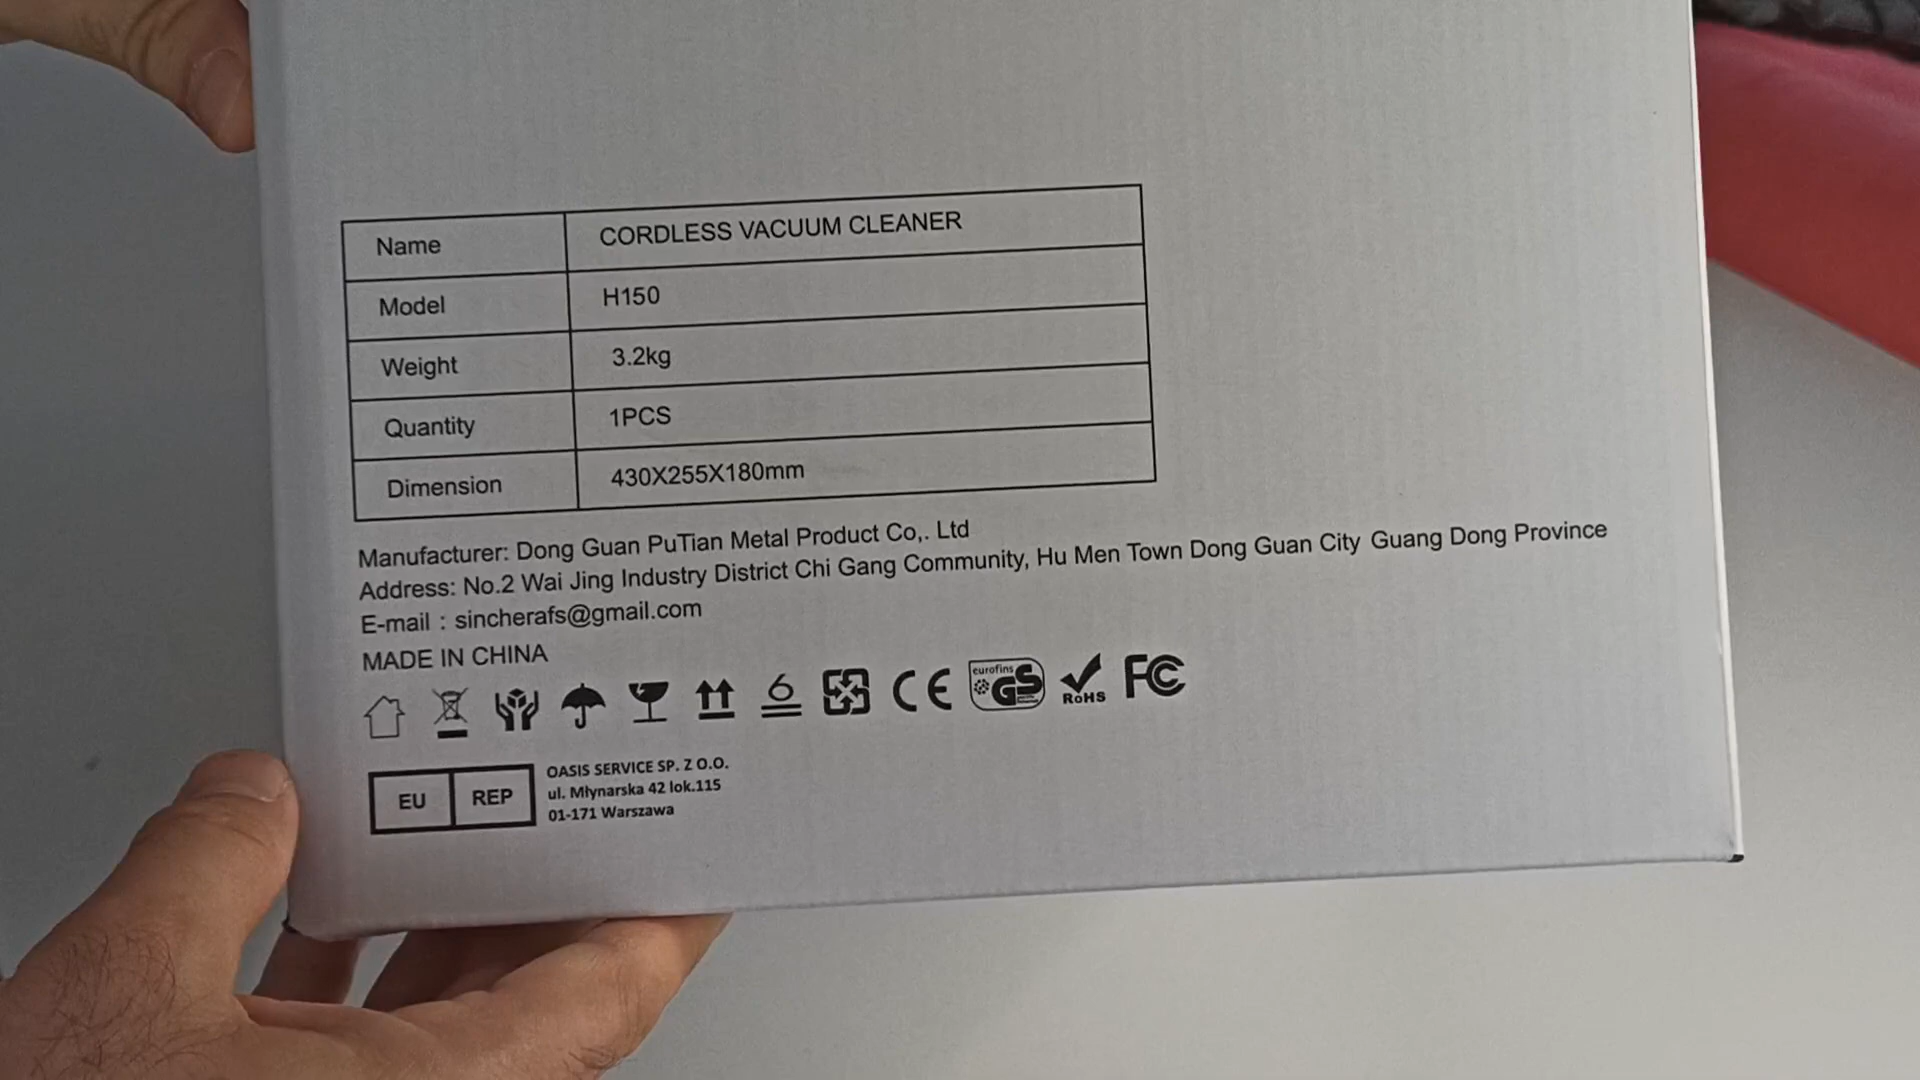 Name CORDLESS VACUUM CLEANER
Model H150
Weight 3.2kg
Quantity 1PCS
Dimension 430X255X180mm
Manufacturer: Dong Guan PuTian Metal Product Co,. Ltd
Address: No.2 Wai Jing Industry District Chi Gang Community, Hu Men Town Dong Guan City Guang Dong Province
E-mail : sincherafs@gmail.com
MADE IN CHINA
6 CE eurofins GS RoHS FC
EU REP
OASIS SERVICE SP. Z O.O.
ul. Młynarska 42 lok.115
01-171 Warszawa